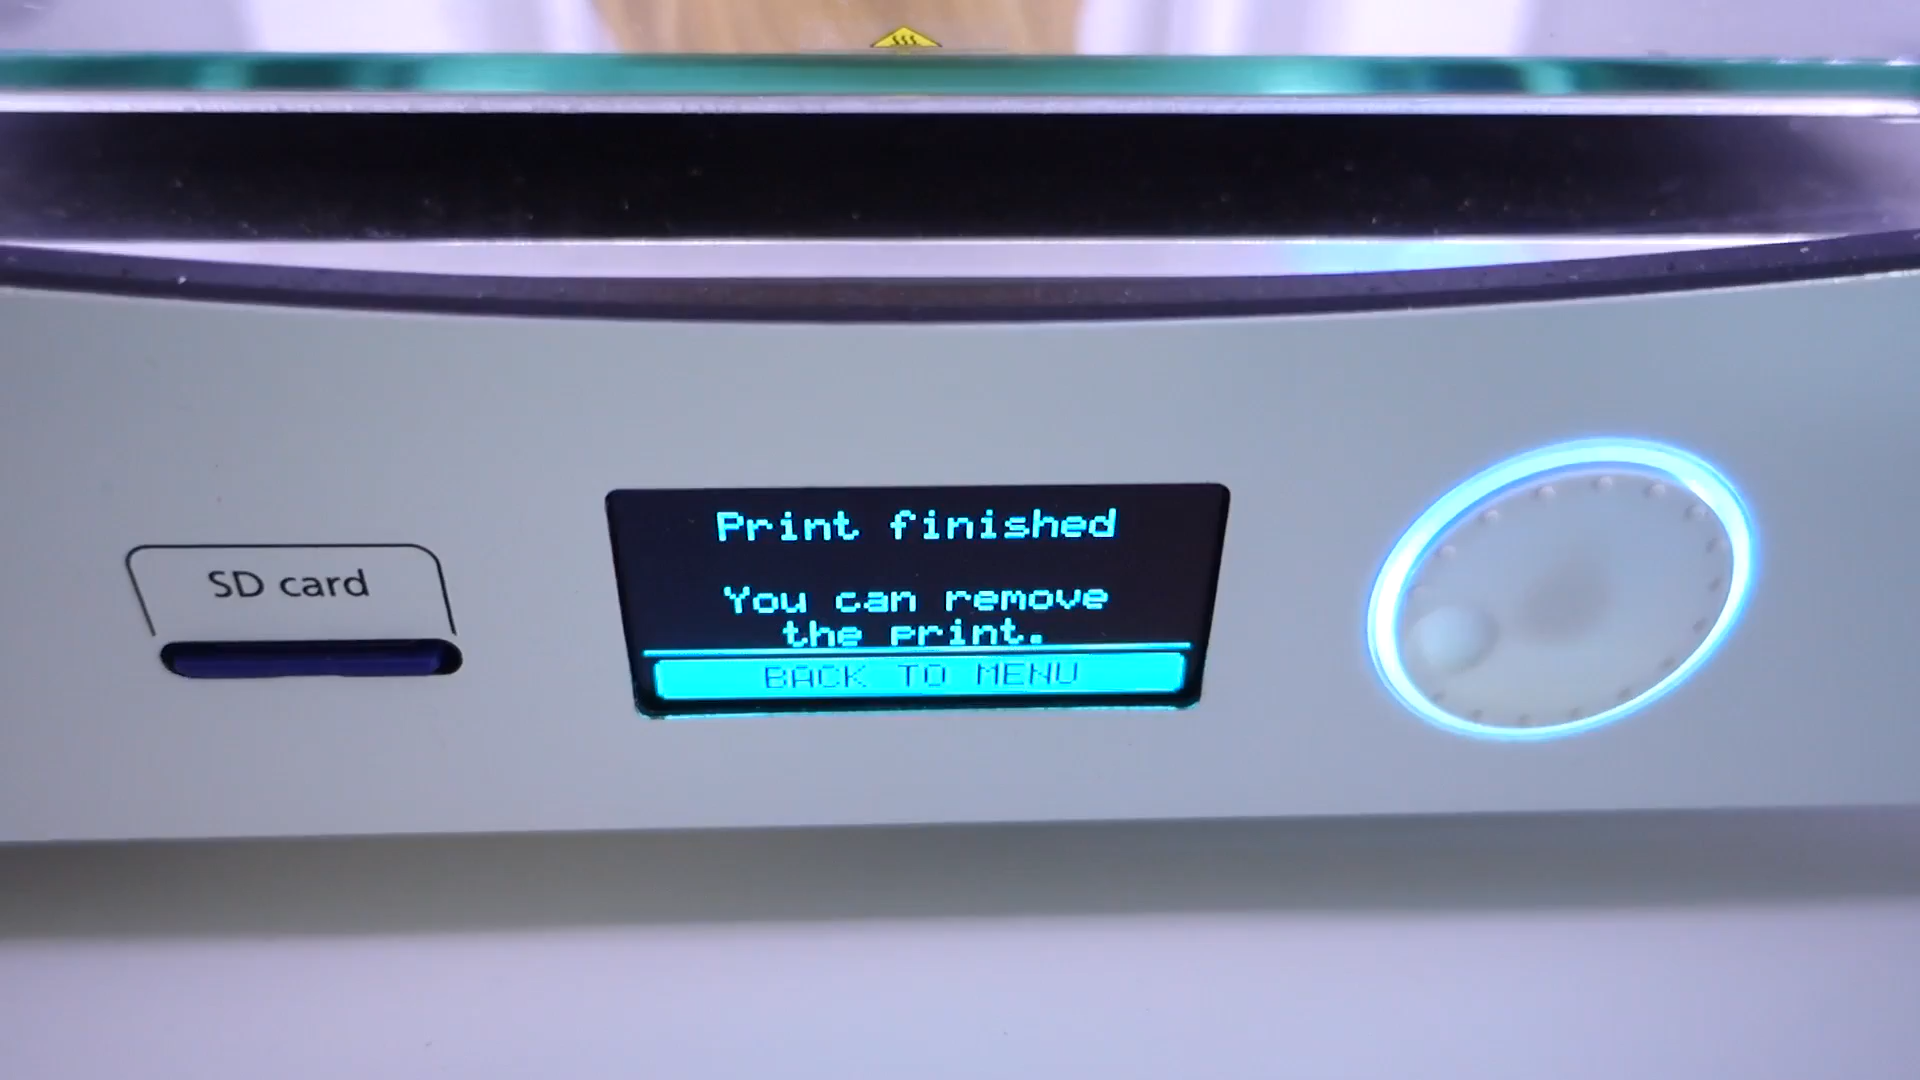 SD card
Print finished
You can remove
the print.
BACK TO MENU